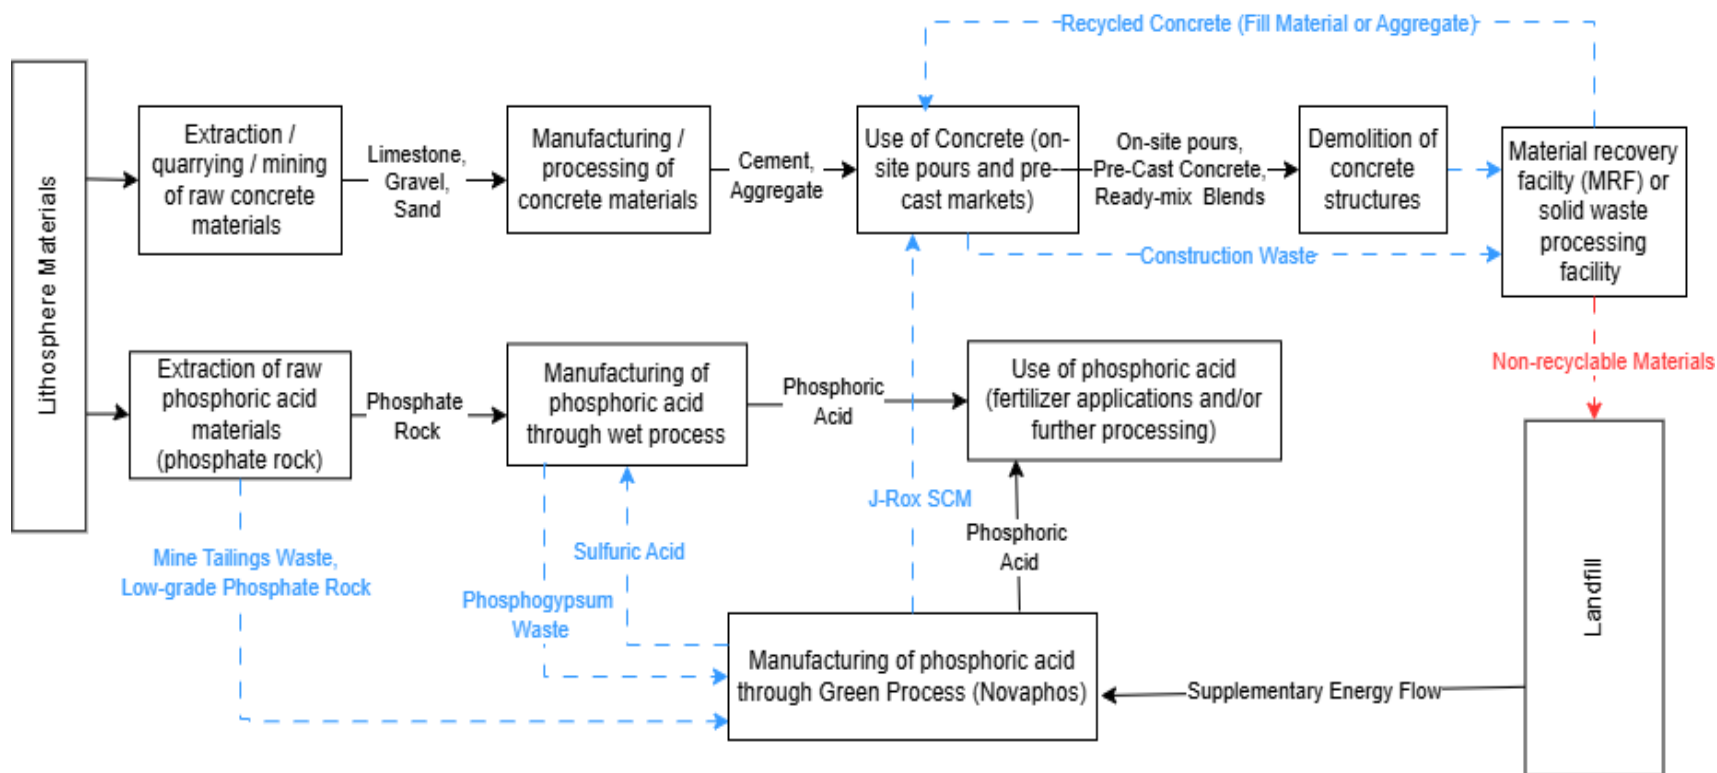 Recycled Concrete (Fill Material or Aggregate)
Lithosphere Materials
Extraction /
quarrying / mining
of raw concrete
materials
Limestone,
Gravel,
Sand
Manufacturing /
processing of
concrete materials
Cement,
Aggregate
Use of Concrete (on-
site pours and pre-
cast markets)
On-site pours,
Pre-Cast Concrete,
Ready-mix Blends
Demolition of
concrete
structures
Material recovery
facilty (MRF) or
solid waste
processing
facility
Construction Waste
Non-recyclable Materials
Extraction of raw
phosphoric acid
materials
(phosphate rock)
Phosphate
Rock
Manufacturing of
phosphoric acid
through wet process
Phosphoric
Acid
Use of phosphoric acid
(fertilizer applications and/or
further processing)
J-Rox SCM
Phosphoric
Acid
Mine Tailings Waste,
Low-grade Phosphate Rock
Sulfuric Acid
Phosphogypsum
Waste
Manufacturing of phosphoric acid
through Green Process (Novaphos)
Supplementary Energy Flow
Landfill